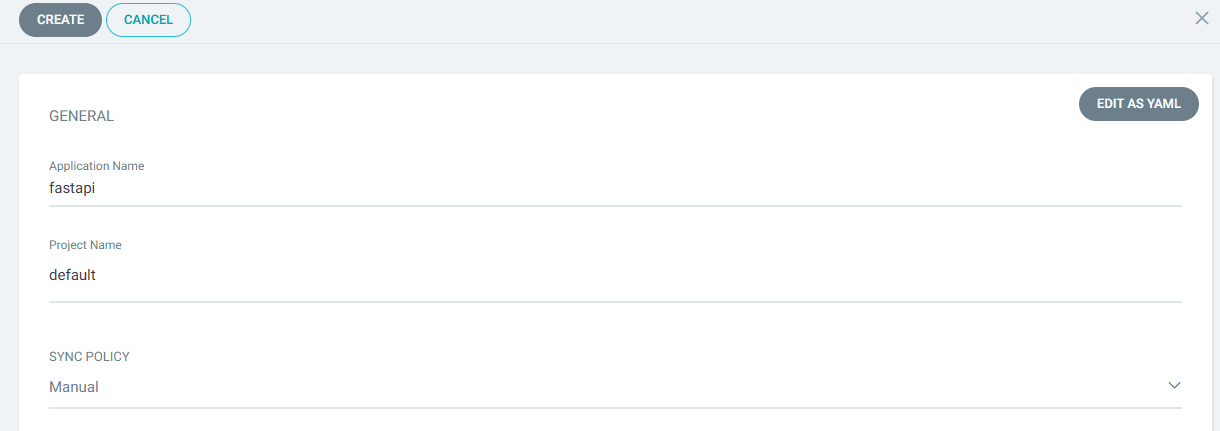 CREATE CANCEL
EDIT AS YAML
GENERAL
Application Name
fastapi
Project Name
default
SYNC POLICY
Manual